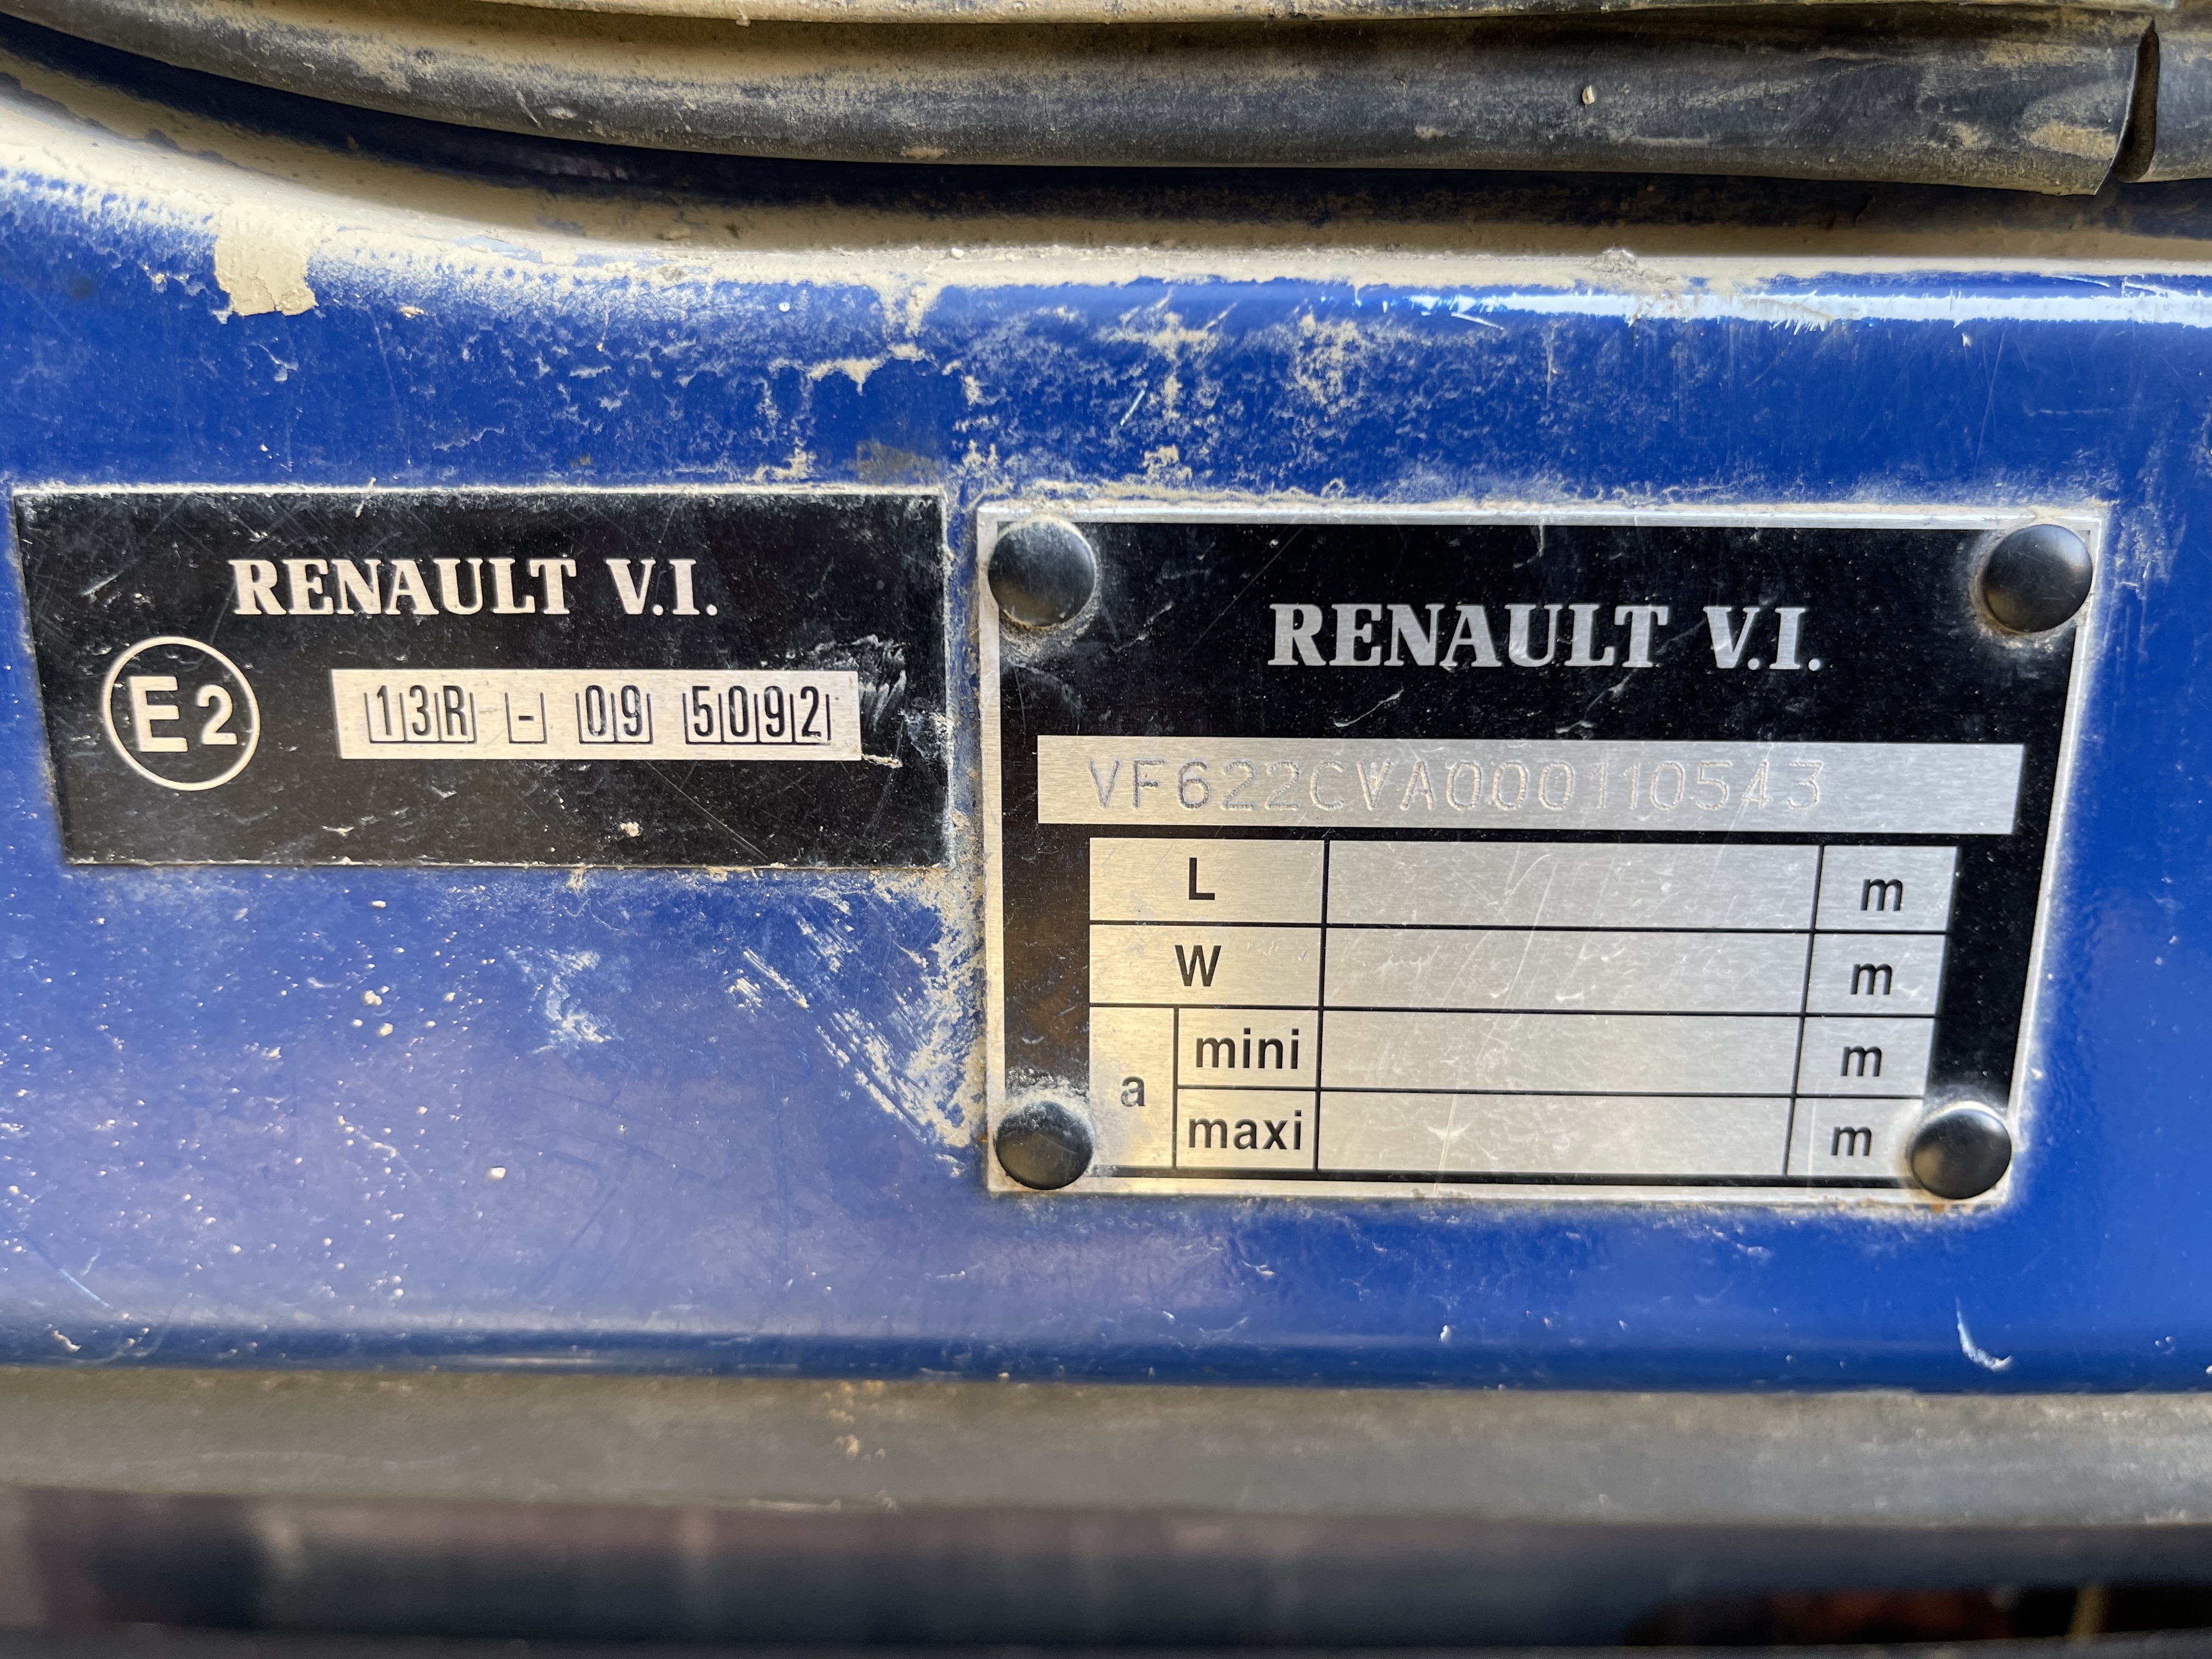 RENAULT V.I.
E2
13R - 09 5092
RENAULT V.I.
VF622CVA000110543
L m
W m
a
mini m
maxi m